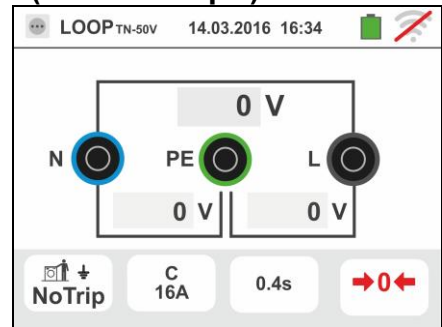 LOOP TN-50V 14.03.2016 16:34
0 V
N PE L
0 V 0 V
NoTrip C 16A 0.4s →0←